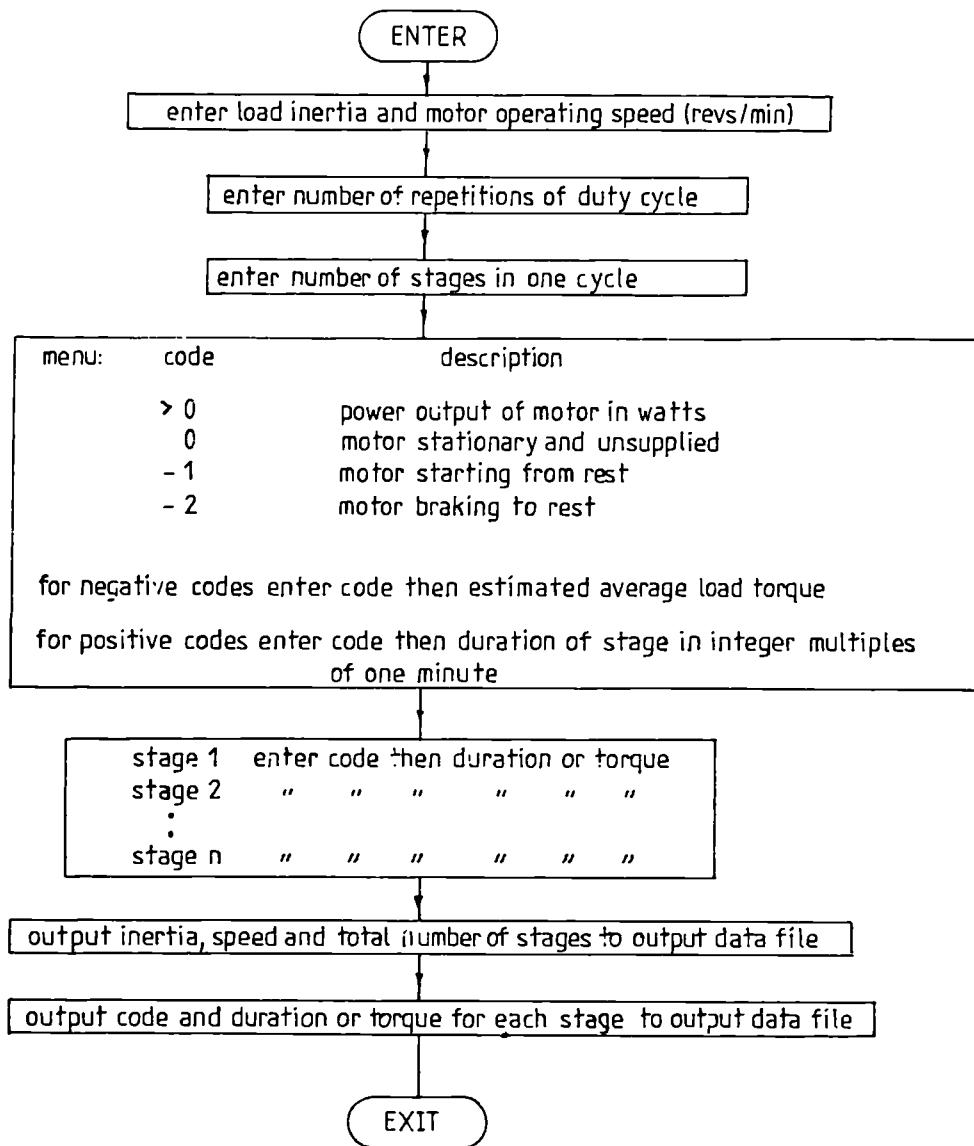 ENTER
enter load inertia and motor operating speed (revs/min)
enter number of repetitions of duty cycle
enter number of stages in one cycle
menu: code description
> 0 power output of motor in watts
0 motor stationary and unsupplied
- 1 motor starting from rest
- 2 motor braking to rest
for negative codes enter code then estimated average load torque
for positive codes enter code then duration of stage in integer multiples
of one minute
stage 1 enter code then duration or torque
stage 2 " " " " " "
.
.
stage n " " " " " "
output inertia, speed and total number of stages to output data file
output code and duration or torque for each stage to output data file
EXIT